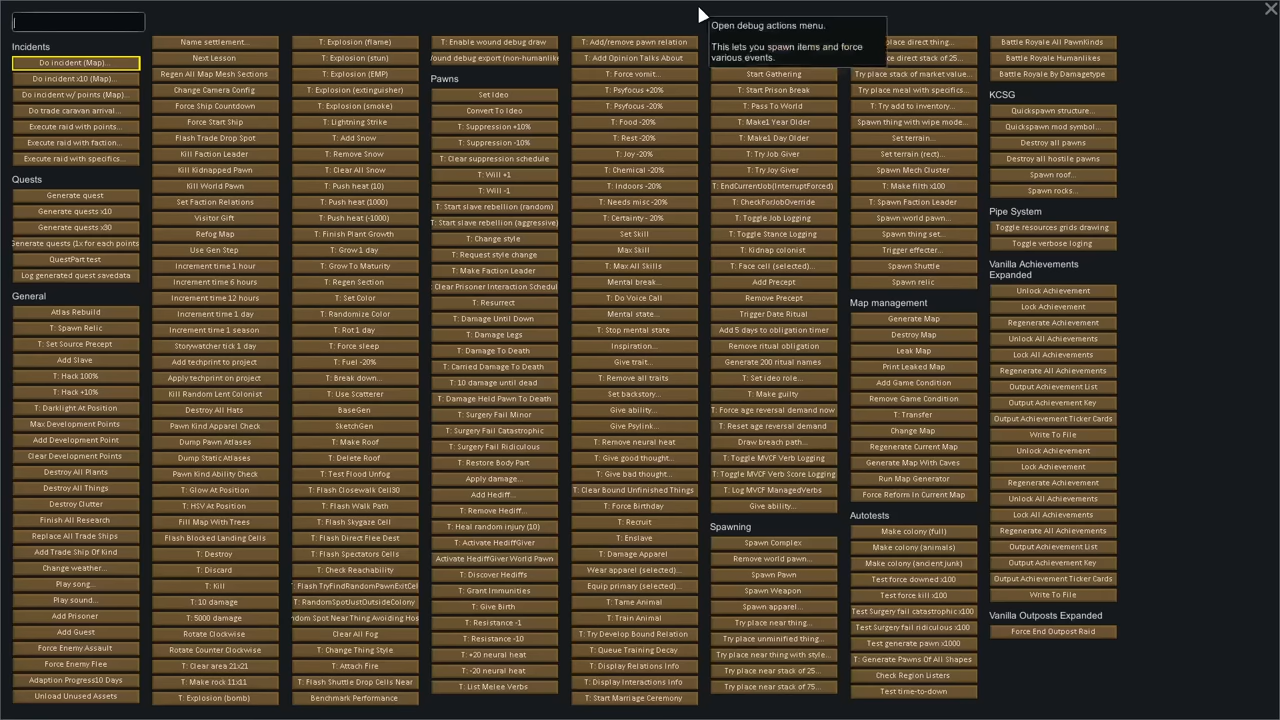 Incidents
Do incident (Map)...
Do incident x10 (Map)...
Do incident w/ points (Map)...
Do trade caravan arrival...
Execute raid with points...
Execute raid with faction...
Execute raid with specifics...
Quests
Generate quest
Generate quests x10
Generate quests x30
Generate quests (1x for each points
QuestPart test
Log generated quest savedata
General
Atlas Rebuild
T: Spawn Relic
T: Set Source Precept
Add Slave
T: Hack 100%
T: Hack +10%
T: Darklight At Position
Max Development Points
Add Development Point
Clear Development Points
Destroy All Plants
Destroy All Things
Destroy Clutter
Finish All Research
Replace All Trade Ships
Add Trade Ship Of Kind
Change weather...
Play song...
Play sound...
Add Prisoner
Add Guest
Force Enemy Assault
Force Enemy Flee
Adaption Progress10 Days
Unload Unused Assets
Name settlement...
Next Lesson
Regen All Map Mesh Sections
Change Camera Config
Force Ship Countdown
Force Start Ship
Flash Trade Drop Spot
Kill Faction Leader
Kill Kidnapped Pawn
Kill World Pawn
Set Faction Relations
Visitor Gift
Refog Map
Use Gen Step
Increment time 1 hour
Increment time 6 hours
Increment time 12 hours
Increment time 1 day
Increment time 1 season
Storywatcher tick 1 day
Add techprint to project
Apply techprint on project
Kill Random Lent Colonist
Destroy All Hats
Pawn Kind Apparel Check
Dump Pawn Atlases
Dump Static Atlases
Pawn Kind Ability Check
T: Glow At Position
T: HSV At Position
Fill Map With Trees
Flash Blocked Landing Cells
T: Destroy
T: Discard
T: Kill
T: 10 damage
T: 5000 damage
Rotate Clockwise
Rotate Counter Clockwise
T: Clear area 21x21
T: Make rock 11x11
T: Explosion (bomb)
T: Explosion (flame)
T: Explosion (stun)
T: Explosion (EMP)
T: Explosion (extinguisher)
T: Explosion (smoke)
T: Lightning Strike
T: Add Snow
T: Remove Snow
T: Clear All Snow
T: Push heat (10)
T: Push heat (1000)
T: Push heat (-1000)
T: Finish Plant Growth
T: Grow 1 day
T: Grow To Maturity
T: Regen Section
T: Set Color
T: Randomize Color
T: Rot 1 day
T: Force sleep
T: Fuel -20%
T: Break down...
T: Use Scatterer
BaseGen
SketchGen
T: Make Roof
T: Delete Roof
T: Test Flood Unfog
T: Flash Closewalk Cell30
T: Flash Walk Path
T: Flash Skygaze Cell
T: Flash Direct Flee Dest
T: Flash Spectators Cells
T: Check Reachability
T: Flash TryFindRandomPawnExitCel
T: RandomSpotJustOutsideColony
dom Spot Near Thing Avoiding Hos
Clear All Fog
T: Change Thing Style
T: Attach Fire
T: Flash Shuttle Drop Cells Near
Benchmark Performance
T: Enable wound debug draw
Wound debug export (non-humanlike
Pawns
Set Ideo
Convert To Ideo
T: Suppression +10%
T: Suppression -10%
T: Clear suppression schedule
T: Will +1
T: Will -1
T: Start slave rebellion (random)
T: Start slave rebellion (aggressive)
T: Change style
T: Request style change
T: Make Faction Leader
Clear Prisoner Interaction Schedul
T: Resurrect
T: Damage Until Down
T: Damage Legs
T: Damage To Death
T: Carried Damage To Death
T: 10 damage until dead
T: Damage Held Pawn To Death
T: Surgery Fail Minor
T: Surgery Fail Catastrophic
T: Surgery Fail Ridiculous
T: Restore Body Part
Apply damage...
Add Hediff...
T: Remove Hediff...
T: Heal random injury (10)
T: Activate HediffGiver
Activate HediffGiver World Pawn
T: Discover Hediffs
T: Grant Immunities
T: Give Birth
T: Resistance -1
T: Resistance -10
T: +20 neural heat
T: -20 neural heat
T: List Melee Verbs
T: Add/remove pawn relation
T: Add Opinion Talks About
T: Force vomit...
T: Psyfocus +20%
T: Psyfocus -20%
T: Food -20%
T: Rest -20%
T: Joy -20%
T: Chemical -20%
T: Indoors -20%
T: Needs misc -20%
T: Certainty - 20%
Set Skill
Max Skill
T: Max All Skills
Mental break...
T: Do Voice Call
Mental state...
T: Stop mental state
Inspiration...
Give trait...
T: Remove all traits
Set backstory...
Give ability...
Give Psylink...
T: Remove neural heat
T: Give good thought...
T: Give bad thought...
T: Clear Bound Unfinished Things
T: Force Birthday
T: Recruit
T: Enslave
T: Damage Apparel
Wear apparel (selected)...
Equip primary (selected)...
T: Tame Animal
T: Train Animal
T: Try Develop Bound Relation
T: Queue Training Decay
T: Display Relations Info
T: Display Interactions Info
T: Start Marriage Ceremony
Open debug actions menu.
This lets you spawn items and force
various events.
Start Gathering
Start Prison Break
T: Pass To World
T: Make1 Year Older
T: Make1 Day Older
T: Try Job Giver
T: Try Joy Giver
T: EndCurrentJob(InterruptForced)
T: CheckForJobOverride
T: Toggle Job Logging
T: Toggle Stance Logging
T: Kidnap colonist
T: Face cell (selected)...
Add Precept
Remove Precept
Trigger Date Ritual
Add 5 days to obligation timer
Remove ritual obligation
Generate 200 ritual names
T: Set ideo role...
T: Make guilty
T: Force age reversal demand now
T: Reset age reversal demand
Draw breach path...
T: Toggle MVCF Verb Logging
T: Toggle MVCF Verb Score Logging
T: Log MVCF ManagedVerbs
Give ability...
Spawning
Spawn Complex
Remove world pawn...
Spawn Pawn
Spawn Weapon
Spawn apparel...
Try place near thing...
Try place unminified thing...
Try place near thing with style...
Try place near stack of 25...
Try place near stack of 75...
place direct thing...
place direct stack of 25...
Try place stack of market value...
Try place meal with specifics...
T: Try add to inventory...
Spawn thing with wipe mode...
Set terrain...
Set terrain (rect)...
Spawn Mech Cluster
T: Make filth x100
T: Spawn Faction Leader
Spawn world pawn...
Spawn thing set...
Trigger effecter...
Spawn Shuttle
Spawn relic
Map management
Generate Map
Destroy Map
Leak Map
Print Leaked Map
Add Game Condition
Remove Game Condition
T: Transfer
Change Map
Regenerate Current Map
Generate Map With Caves
Run Map Generator
Force Reform In Current Map
Autotests
Make colony (full)
Make colony (animals)
Make colony (ancient junk)
Test force downed x100
Test force kill x100
Test Surgery fail catastrophic x100
Test Surgery fail ridiculous x100
Test generate pawn x1000
T: Generate Pawns Of All Shapes
Check Region Listers
Test time-to-down
Battle Royale All PawnKinds
Battle Royale Humanlikes
Battle Royale By Damagetype
KCSG
Quickspawn structure...
Quickspawn mod symbol...
Destroy all pawns
Destroy all hostile pawns
Spawn roof...
Spawn rocks...
Pipe System
Toggle resources grids drawing
Toggle verbose loging
Vanilla Achievements
Expanded
Unlock Achievement
Lock Achievement
Regenerate Achievement
Unlock All Achievements
Lock All Achievements
Regenerate All Achievements
Output Achievement List
Output Achievement Key
Output Achievement Ticker Cards
Write To File
Unlock Achievement
Lock Achievement
Regenerate Achievement
Unlock All Achievements
Lock All Achievements
Regenerate All Achievements
Output Achievement List
Output Achievement Key
Output Achievement Ticker Cards
Write To File
Vanilla Outposts Expanded
Force End Outpost Raid